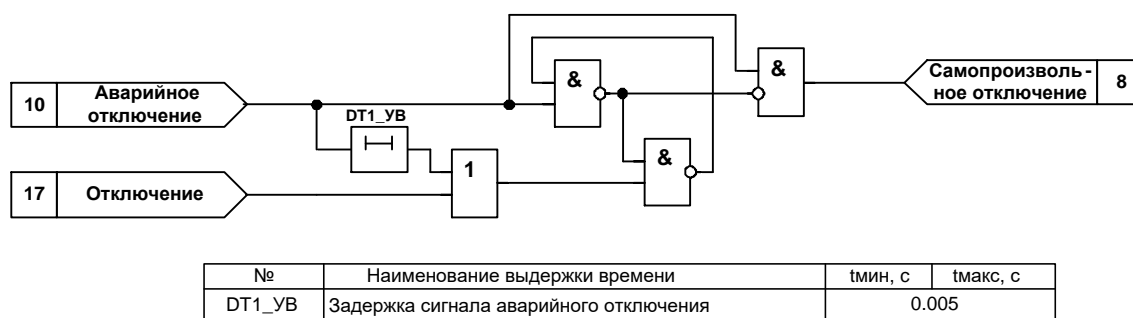 10
Аварийное
отключение
DT1_УВ
1
17
Отключение
&
&
&
Самопроизволь-
ное отключение
8
№ Наименование выдержки времени tмин, с tмакс, с
DT1_УВ Задержка сигнала аварийного отключения 0.005